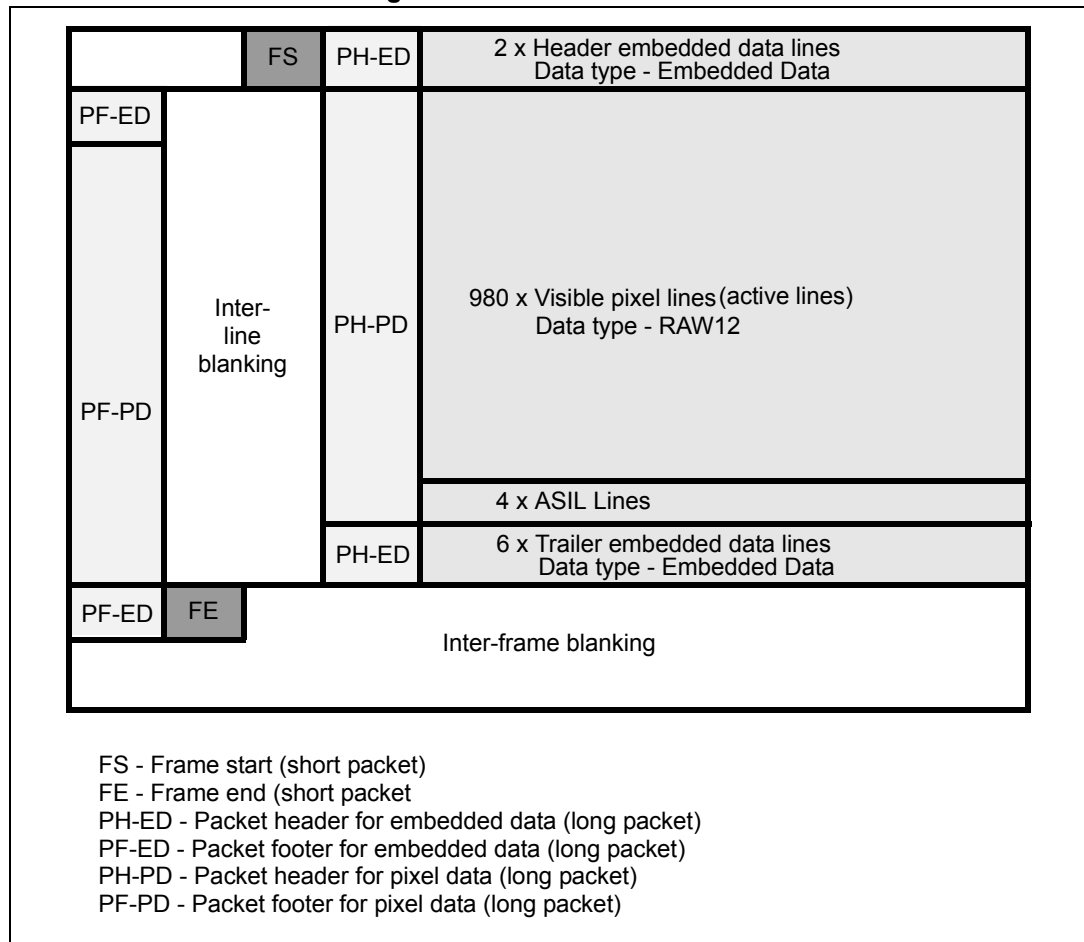 FS PH-ED 2 x Header embedded data lines
Data type - Embedded Data
PF-ED
Inter-
line
blanking
PH-PD
980 x Visible pixel lines (active lines)
Data type - RAW12
PF-PD
4 x ASIL Lines
PH-ED
6 x Trailer embedded data lines
Data type - Embedded Data
PF-ED FE
Inter-frame blanking
FS - Frame start (short packet)
FE - Frame end (short packet
PH-ED - Packet header for embedded data (long packet)
PF-ED - Packet footer for embedded data (long packet)
PH-PD - Packet header for pixel data (long packet)
PF-PD - Packet footer for pixel data (long packet)